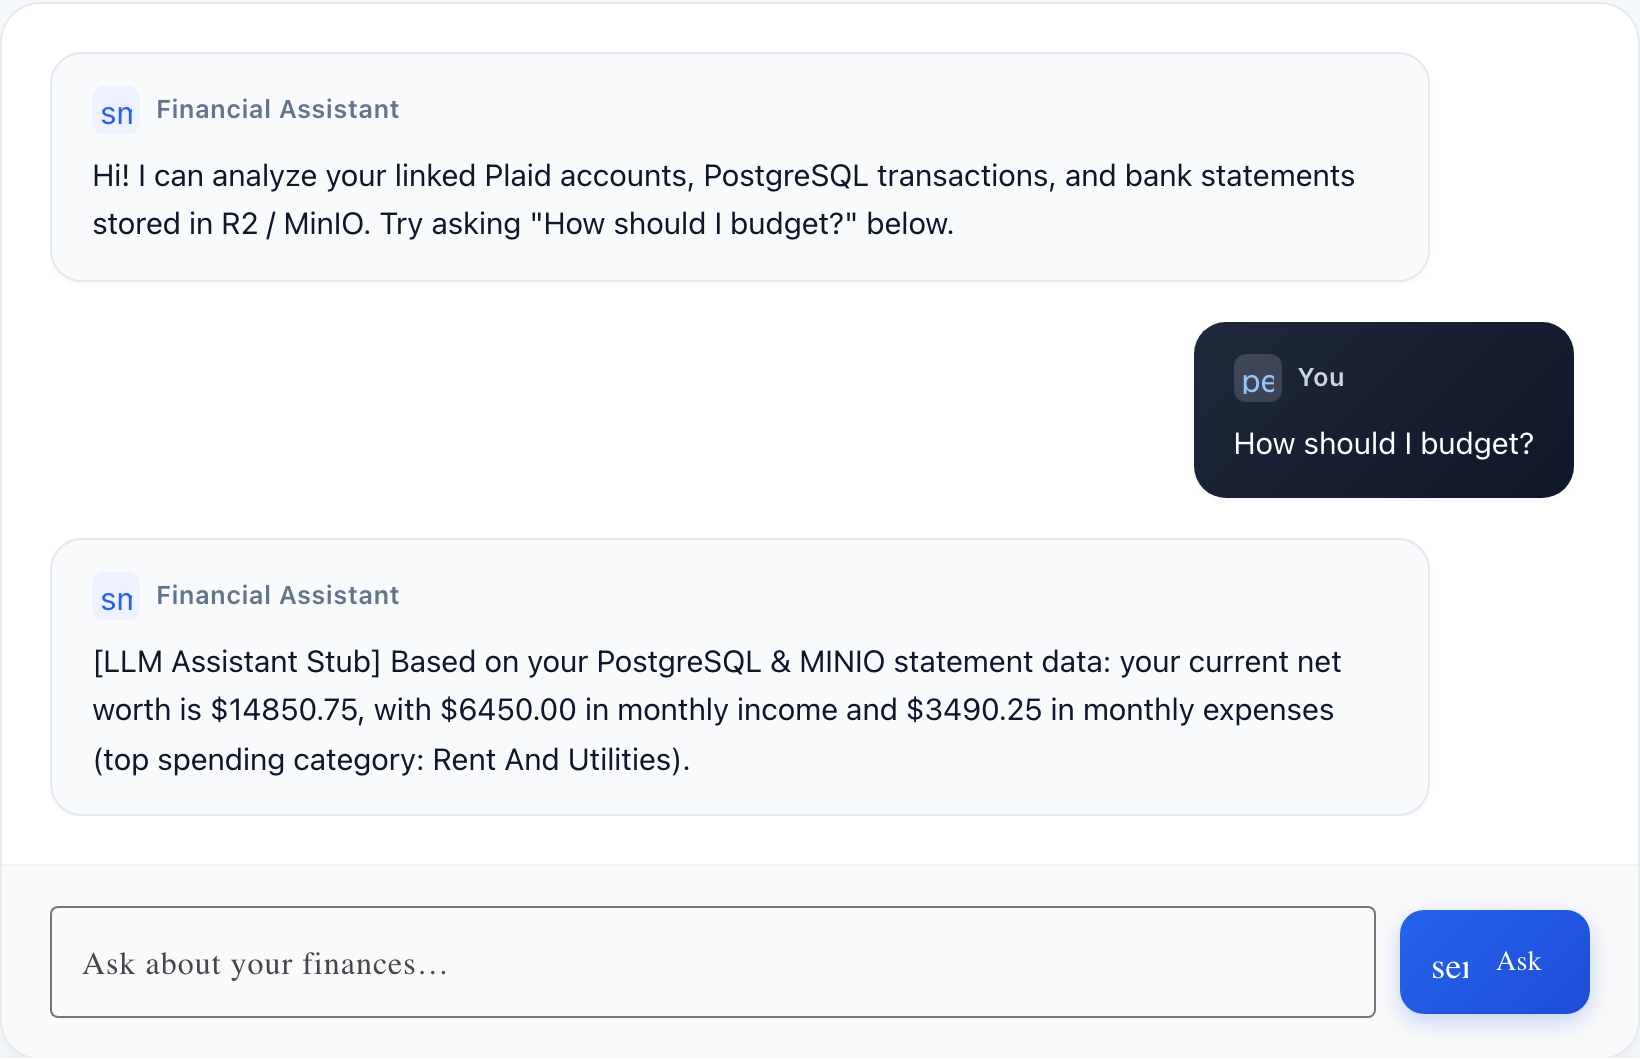 sm Financial Assistant
Hi! I can analyze your linked Plaid accounts, PostgreSQL transactions, and bank statements
stored in R2 / MinIO. Try asking "How should I budget?" below.
pe You
How should I budget?
sm Financial Assistant
[LLM Assistant Stub] Based on your PostgreSQL & MINIO statement data: your current net
worth is $14850.75, with $6450.00 in monthly income and $3490.25 in monthly expenses
(top spending category: Rent And Utilities).
Ask about your finances…
sen Ask